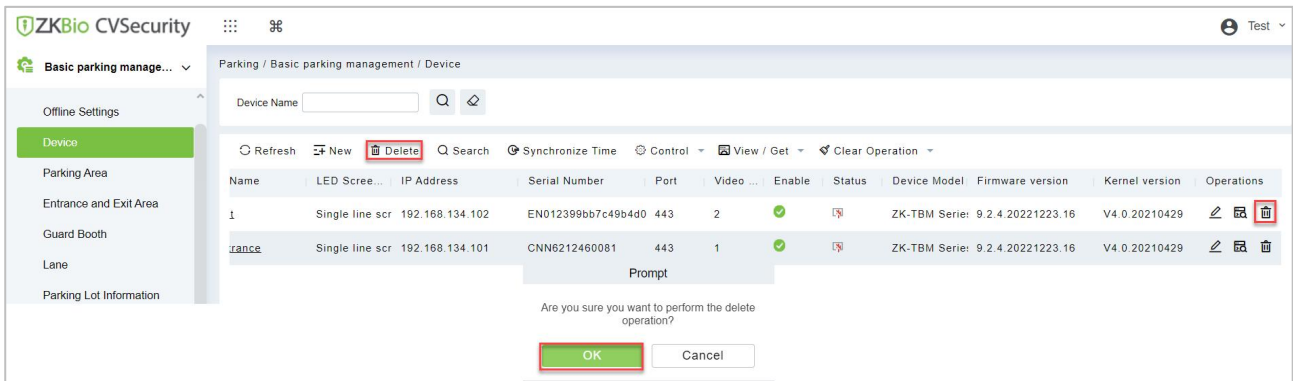 ZKBio CVSecurity
Test
Basic parking manage...
Parking / Basic parking management / Device
Offline Settings
Device
Parking Area
Entrance and Exit Area
Guard Booth
Lane
Parking Lot Information
Device Name
Refresh New Delete Search Synchronize Time Control View / Get Clear Operation
Name LED Scree... IP Address Serial Number Port Video ... Enable Status Device Model Firmware version Kernel version Operations
t Single line scr 192.168.134.102 EN012399bb7c49b4d0 443 2 ZK-TBM Series 9.2.4.20221223.16 V4.0.20210429
trance Single line scr 192.168.134.101 CNN6212460081 443 1 ZK-TBM Series 9.2.4.20221223.16 V4.0.20210429
Prompt
Are you sure you want to perform the delete
operation?
OK Cancel